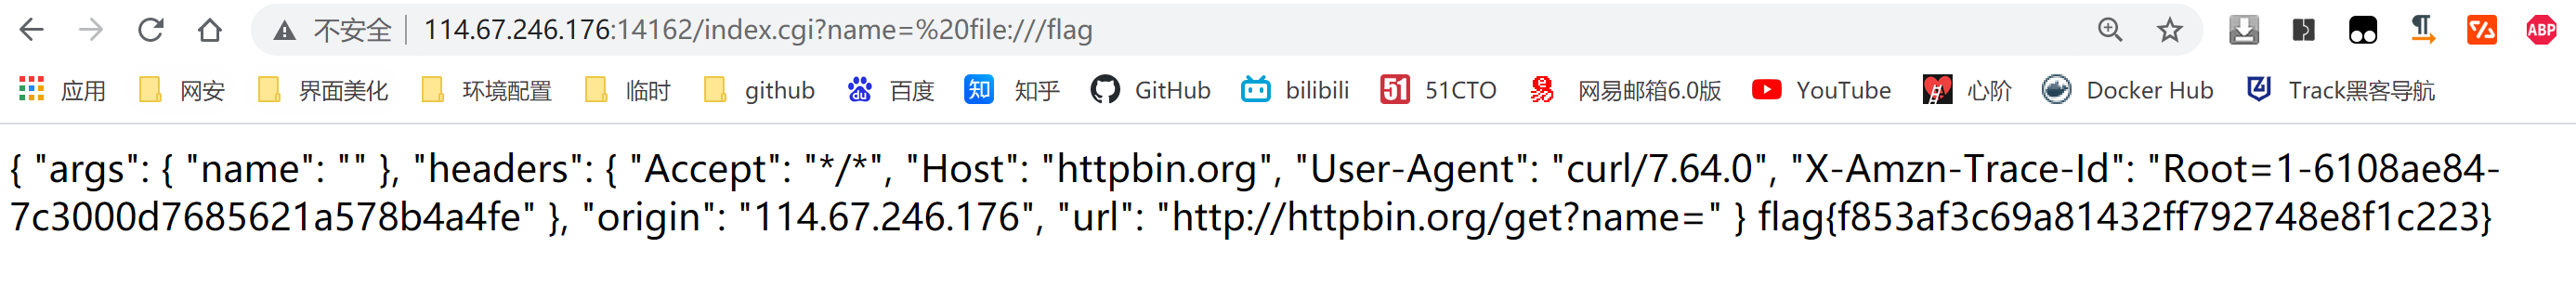 不安全 114.67.246.176:14162/index.cgi?name=%20file:///flag ABP
应用 网安 界面美化 环境配置 临时 github du 百度 知 知乎 GitHub bilibili 51 51CTO 网易邮箱6.0版 YouTube 心阶 Docker Hub Track黑客导航
{ "args": { "name": "" }, "headers": { "Accept": "*/*", "Host": "httpbin.org", "User-Agent": "curl/7.64.0", "X-Amzn-Trace-Id": "Root=1-6108ae84-
7c3000d7685621a578b4a4fe" }, "origin": "114.67.246.176", "url": "http://httpbin.org/get?name=" } flag{f853af3c69a81432ff792748e8f1c223}